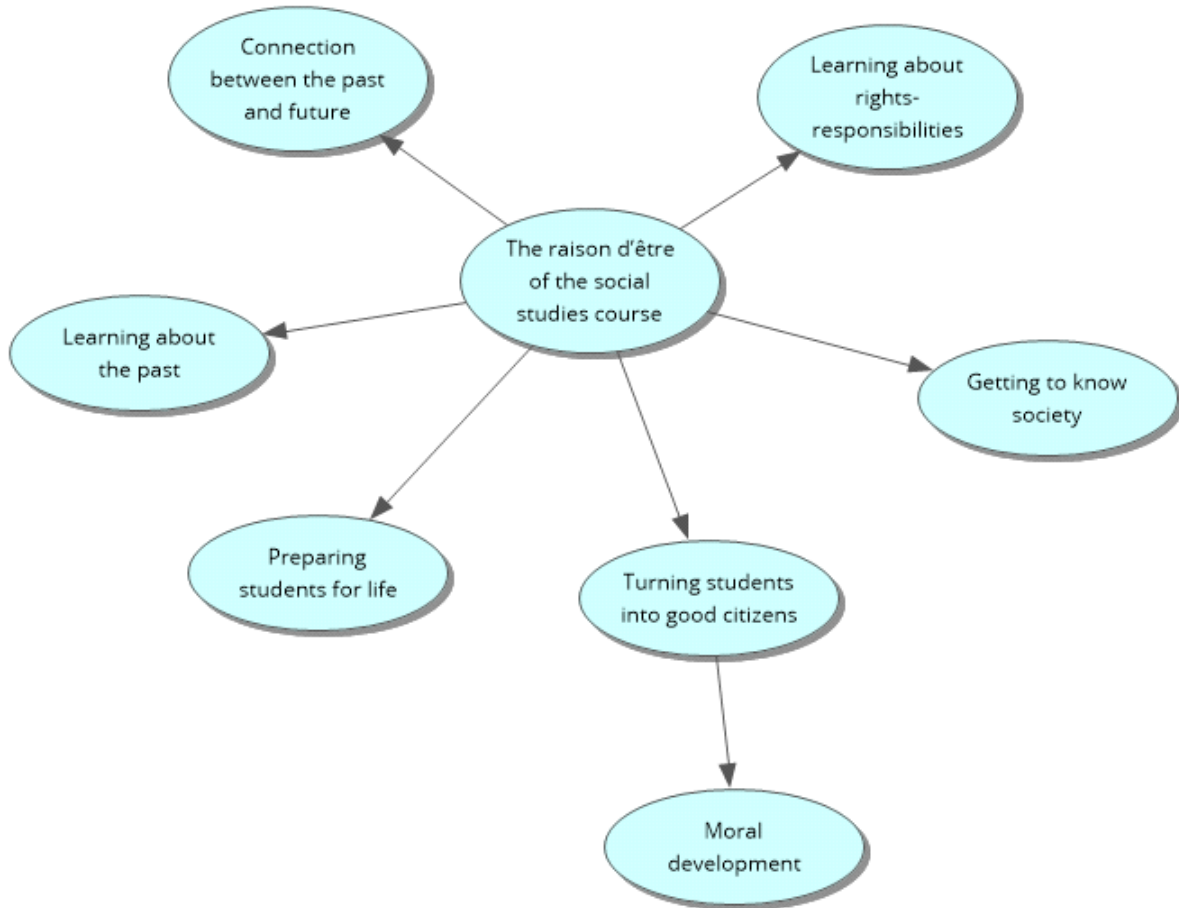 Connection
between the past
and future
Learning about
rights-
responsibilities
The raison d’être
of the social
studies course
Learning about
the past
Getting to know
society
Preparing
students for life
Turning students
into good citizens
Moral
development